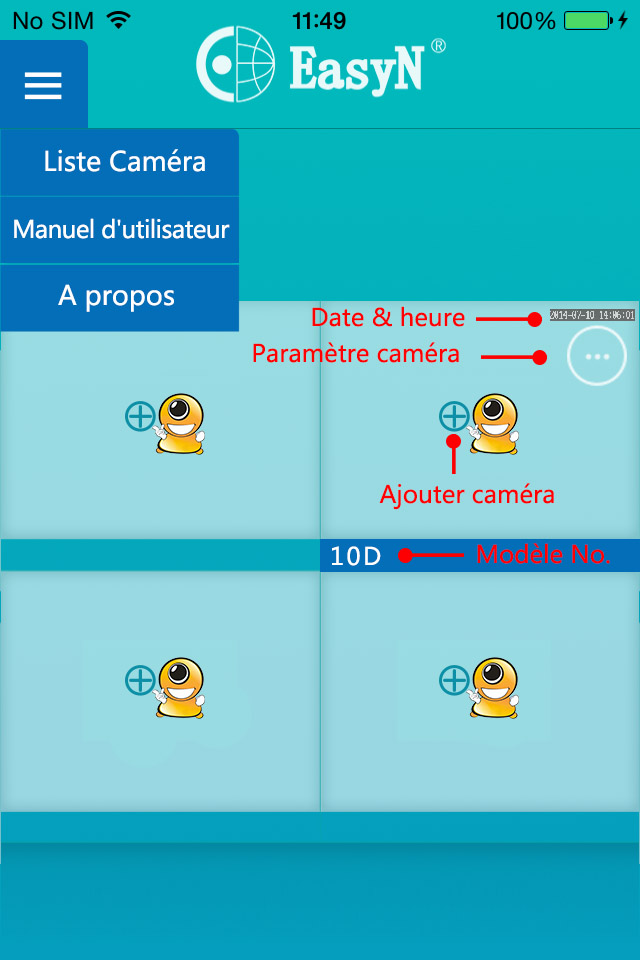 No SIM 11:49 100%
EasyN®
Liste Caméra
Manuel d'utilisateur
A propos
Date & heure 2014-07-10 14:06:01
Paramètre caméra
Ajouter caméra
10D Modèle No.